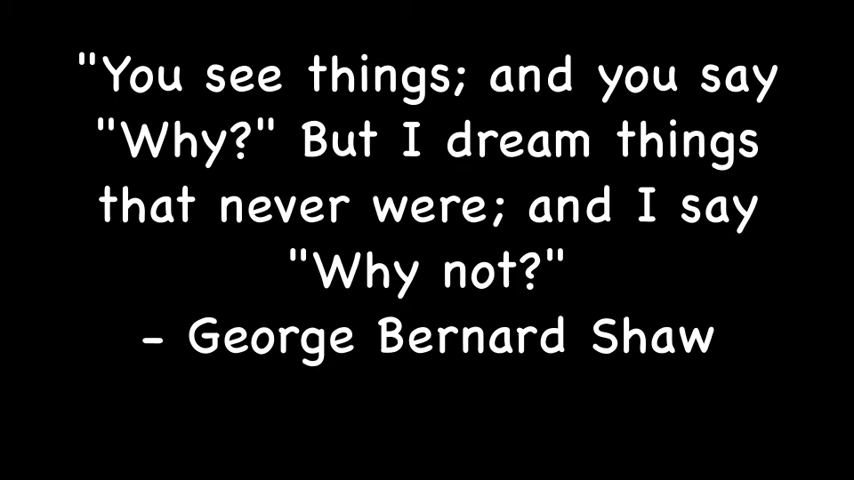 "You see things; and you say
"Why?" But I dream things
that never were; and I say
"Why not?"
- George Bernard Shaw